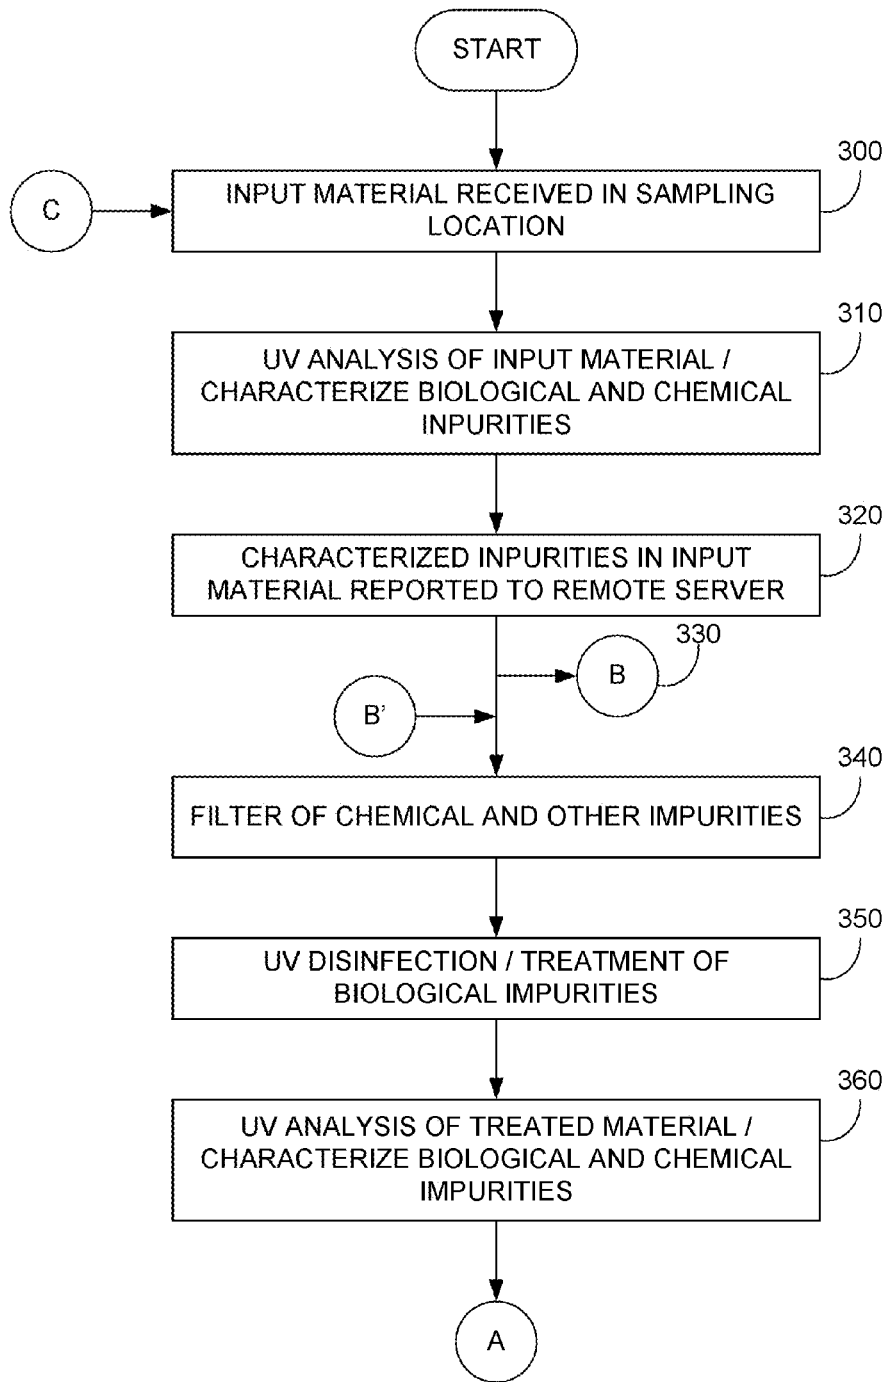 START
300
C
INPUT MATERIAL RECEIVED IN SAMPLING
LOCATION
310
UV ANALYSIS OF INPUT MATERIAL /
CHARACTERIZE BIOLOGICAL AND CHEMICAL
INPURITIES
320
CHARACTERIZED INPURITIES IN INPUT
MATERIAL REPORTED TO REMOTE SERVER
330
B
B'
340
FILTER OF CHEMICAL AND OTHER IMPURITIES
350
UV DISINFECTION / TREATMENT OF
BIOLOGICAL IMPURITIES
360
UV ANALYSIS OF TREATED MATERIAL /
CHARACTERIZE BIOLOGICAL AND CHEMICAL
IMPURITIES
A